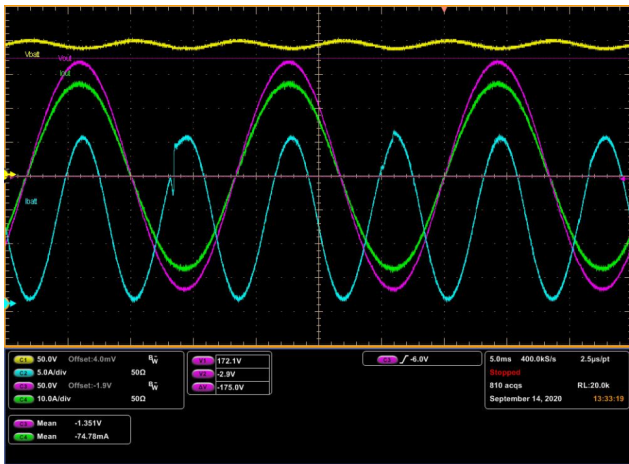 Vbatt
Vout
Iout
Ibatt
C1 50.0V Offset:4.0mV BW
C2 5.0A/div 50Ω
C3 50.0V Offset:-1.9V BW
C4 10.0A/div 50Ω
V1 172.1V
V2 -2.9V
ΔV -175.0V
C3 -6.0V
5.0ms 400.0kS/s 2.5µs/pt
Stopped
810 acqs RL:20.0k
September 14, 2020 13:33:19
C3 Mean -1.351V
C4 Mean -74.78mA